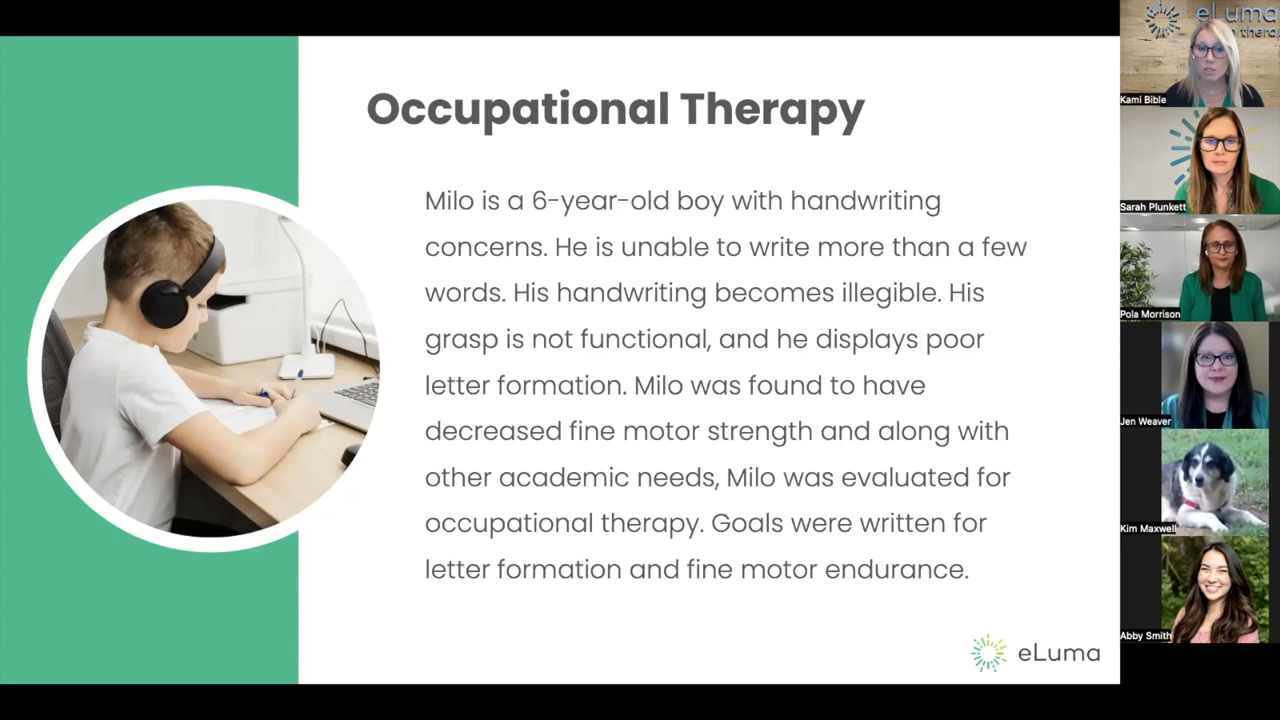 Occupational Therapy
Milo is a 6-year-old boy with handwriting
concerns. He is unable to write more than a few
words. His handwriting becomes illegible. His
grasp is not functional, and he displays poor
letter formation. Milo was found to have
decreased fine motor strength and along with
other academic needs, Milo was evaluated for
occupational therapy. Goals were written for
letter formation and fine motor endurance.
eLuma
eLuma
Kami Bible
Sarah Plunkett
Pola Morrison
Jen Weaver
Kim Maxwell
Abby Smith